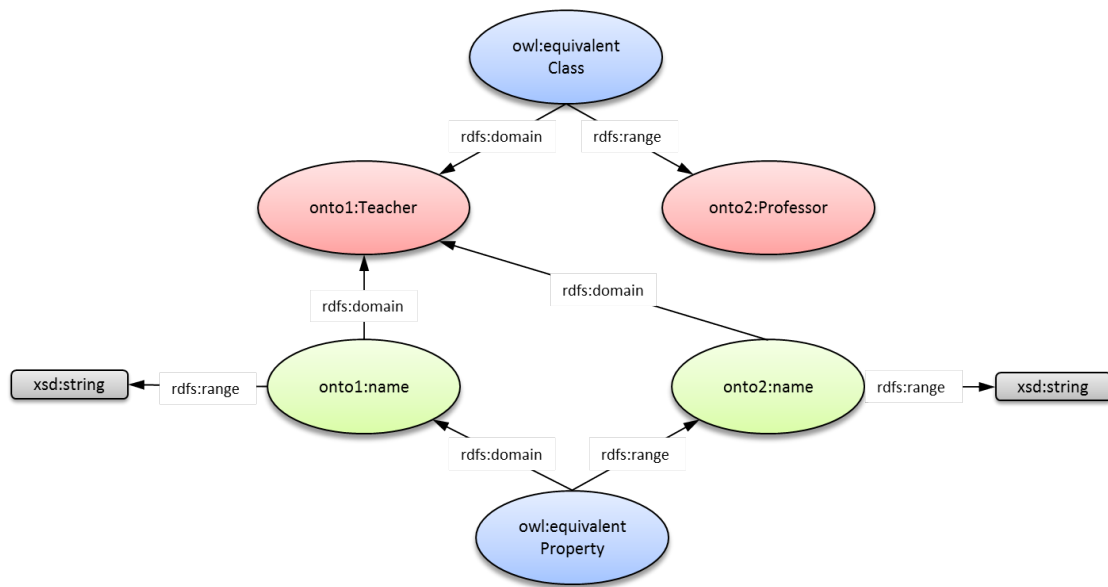 owl:equivalent
Class
rdfs:domain
rdfs:range
onto1:Teacher
onto2:Professor
rdfs:domain
rdfs:domain
xsd:string
rdfs:range
onto1:name
onto2:name
rdfs:range
xsd:string
rdfs:domain
rdfs:range
owl:equivalent
Property